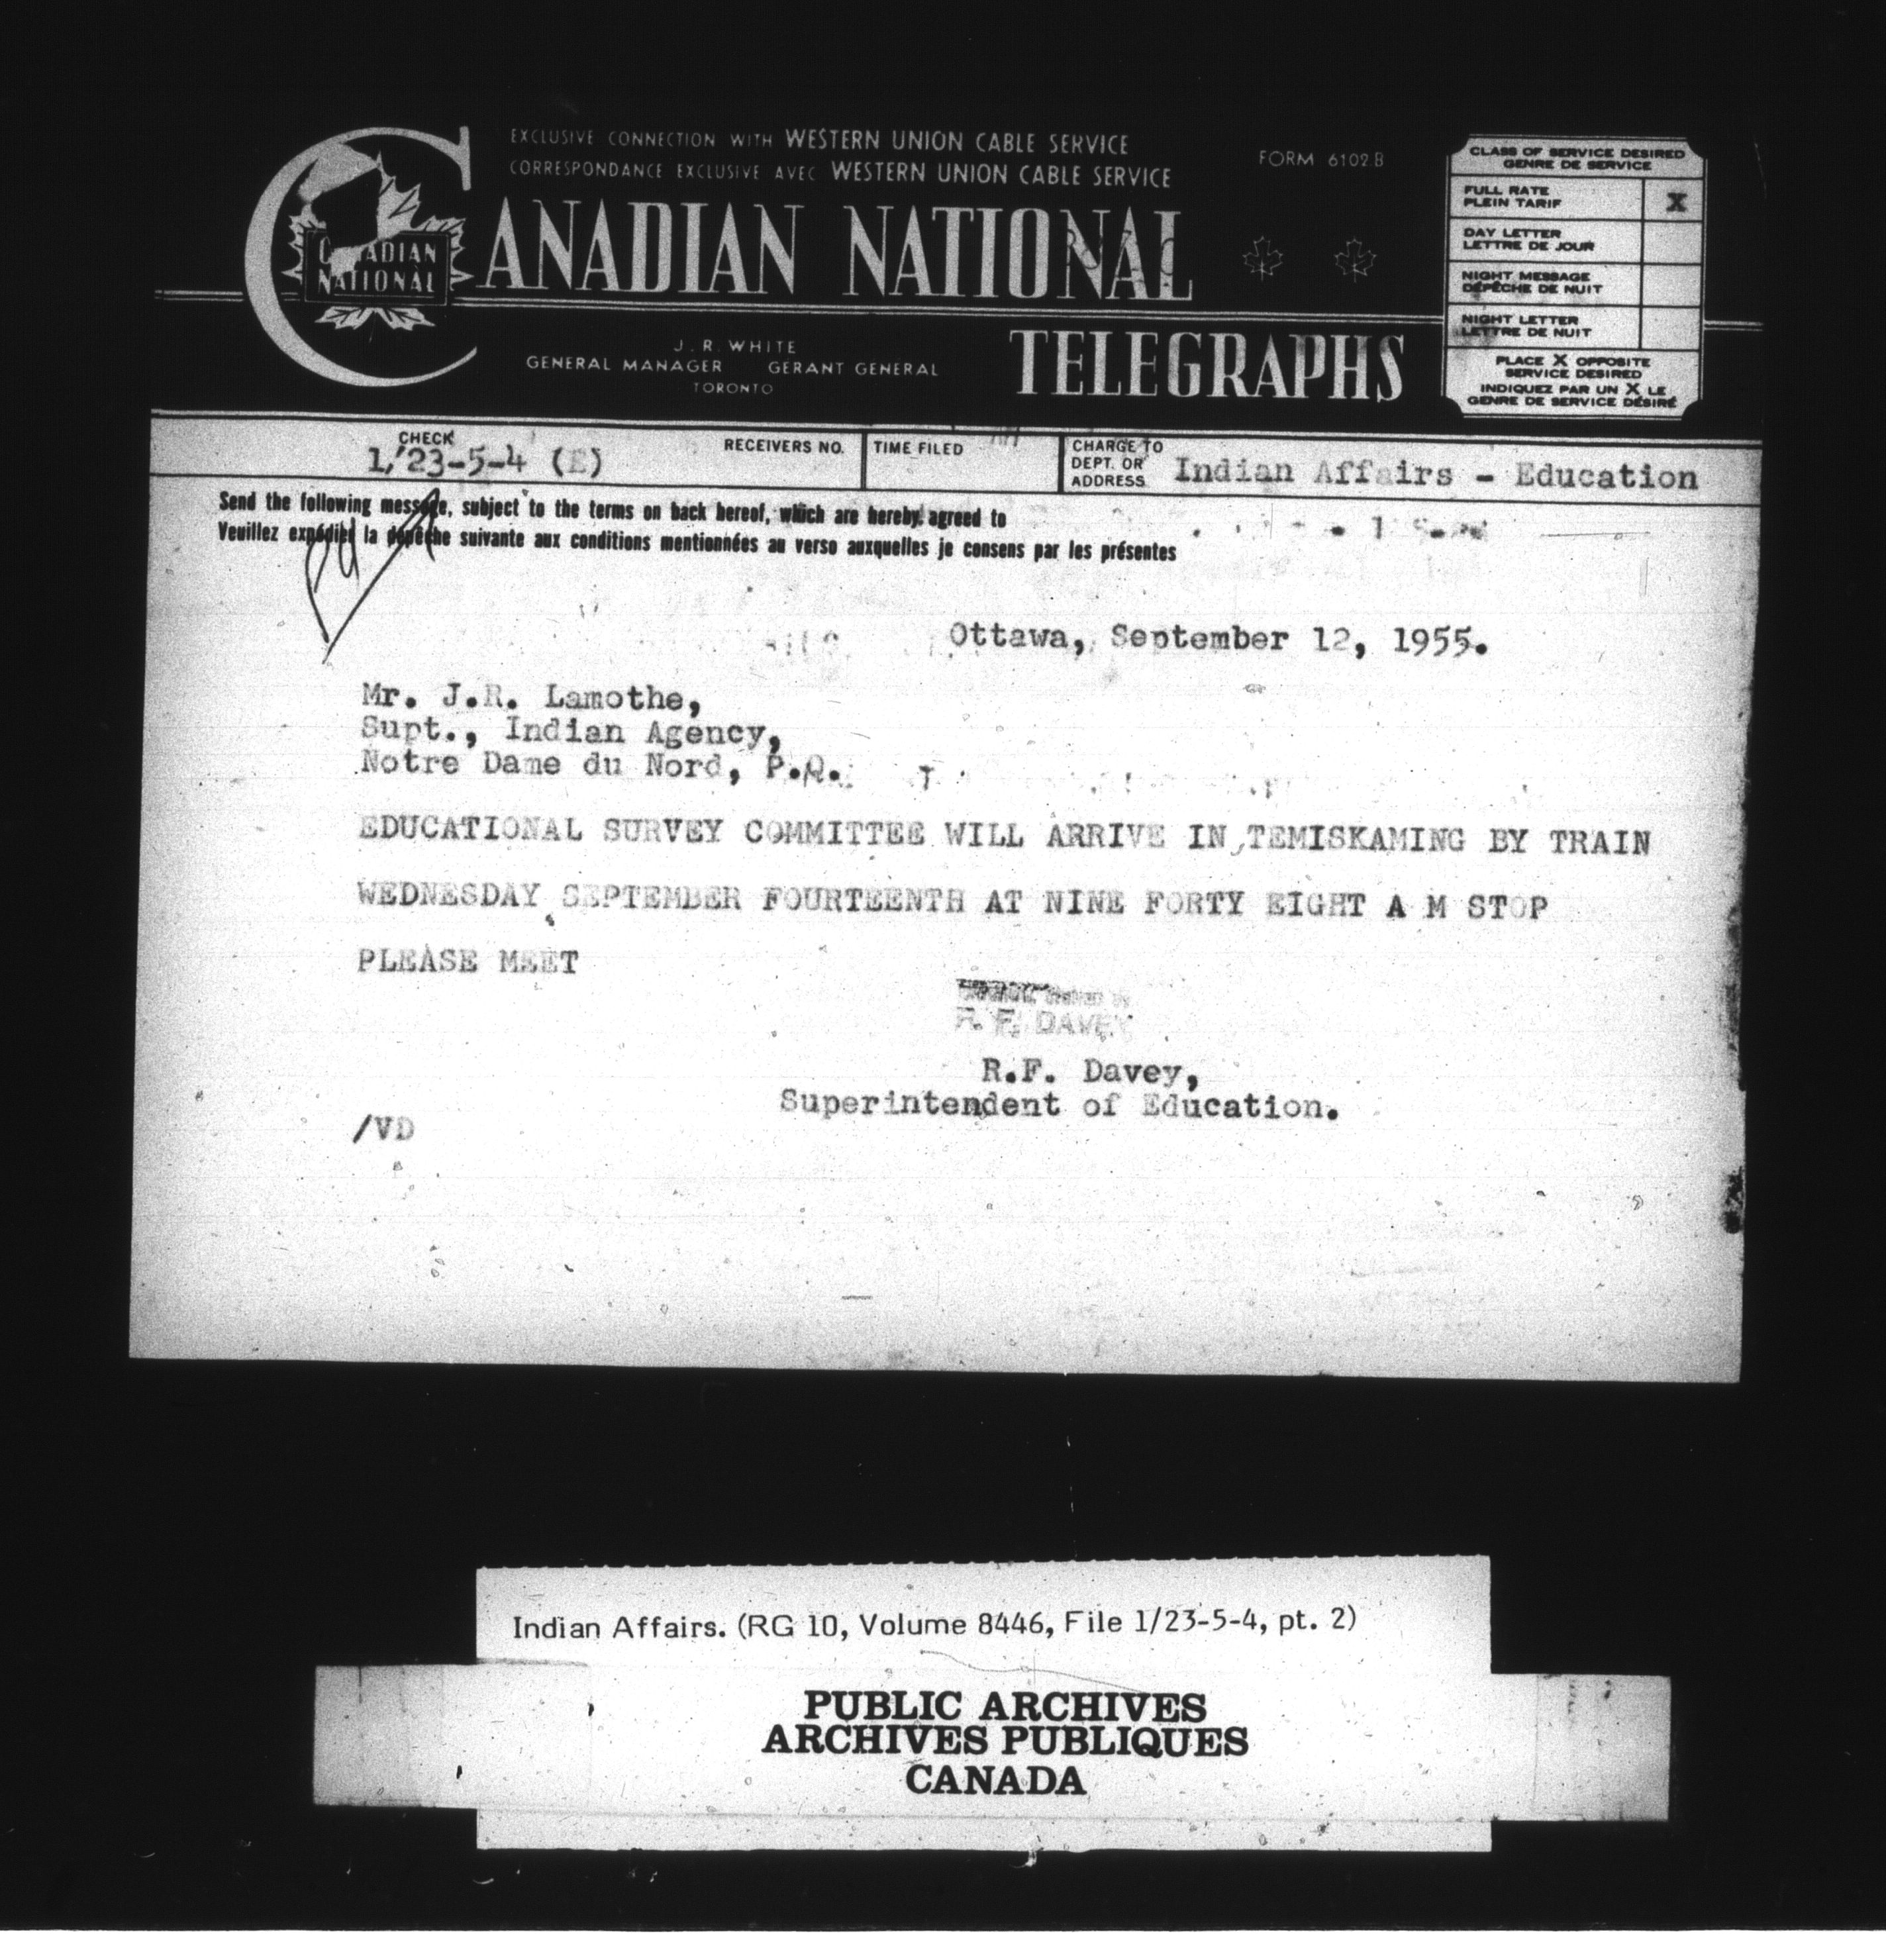 EXCLUSIVE CONNECTION WITH WESTERN UNION CABLE SERVICE
CORRESPONDANCE EXCLUSIVE AVEC WESTERN UNION CABLE SERVICE
FORM 6102 B
CANADIAN NATIONAL
CANADIAN
NATIONAL
TELEGRAPHS
J. R. WHITE
GENERAL MANAGER GERANT GENERAL
TORONTO
CLASS OF SERVICE DESIRED
GENRE DE SERVICE
FULL RATE
PLEIN TARIF X
DAY LETTER
LETTRE DE JOUR
NIGHT MESSAGE
DÉPÊCHE DE NUIT
NIGHT LETTER
LETTRE DE NUIT
PLACE X OPPOSITE
SERVICE DESIRED
INDIQUEZ PAR UN X LE
GENRE DE SERVICE DÉSIRÉ
CHECK
1/23-5-4 (E)
RECEIVERS NO.
TIME FILED
CHARGE TO
DEPT. OR
ADDRESS
Indian Affairs - Education
Send the following message, subject to the terms on back hereof, which are hereby agreed to
Veuillez expédier la dépêche suivante aux conditions mentionnées au verso auxquelles je consens par les présentes
Ottawa, September 12, 1955.
Mr. J.R. Lamothe,
Supt., Indian Agency,
Notre Dame du Nord, P.Q.
EDUCATIONAL SURVEY COMMITTEE WILL ARRIVE IN TEMISKAMING BY TRAIN
WEDNESDAY SEPTEMBER FOURTEENTH AT NINE FORTY EIGHT A M STOP
PLEASE MEET
R. F. DAVEY
R.F. Davey,
Superintendent of Education.
/VD
Indian Affairs. (RG 10, Volume 8446, File 1/23-5-4, pt. 2)
PUBLIC ARCHIVES
ARCHIVES PUBLIQUES
CANADA